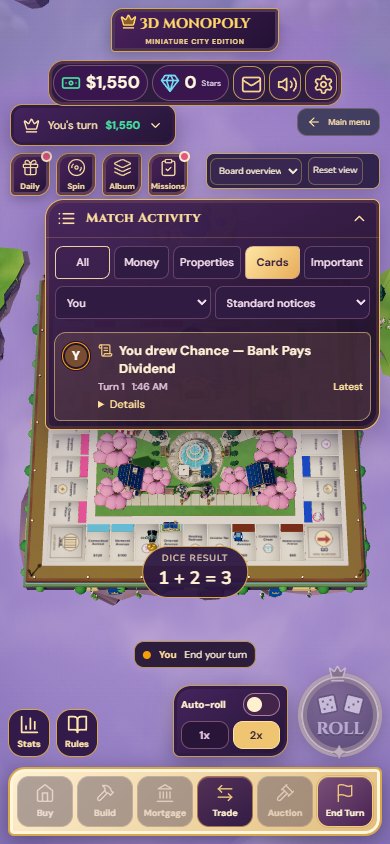 3D MONOPOLY
MINIATURE CITY EDITION
$1,550
0 Stars
You's turn $1,550
Main menu
Daily
Spin
Album
Missions
Board overview
Reset view
MATCH ACTIVITY
All
Money
Properties
Cards
Important
You
Standard notices
Y
You drew Chance — Bank Pays
Dividend
Turn 1 1:46 AM
Latest
Details
DICE RESULT
1 + 2 = 3
You End your turn
Auto-roll
1x
2x
ROLL
Stats
Rules
Buy
Build
Mortgage
Trade
Auction
End Turn